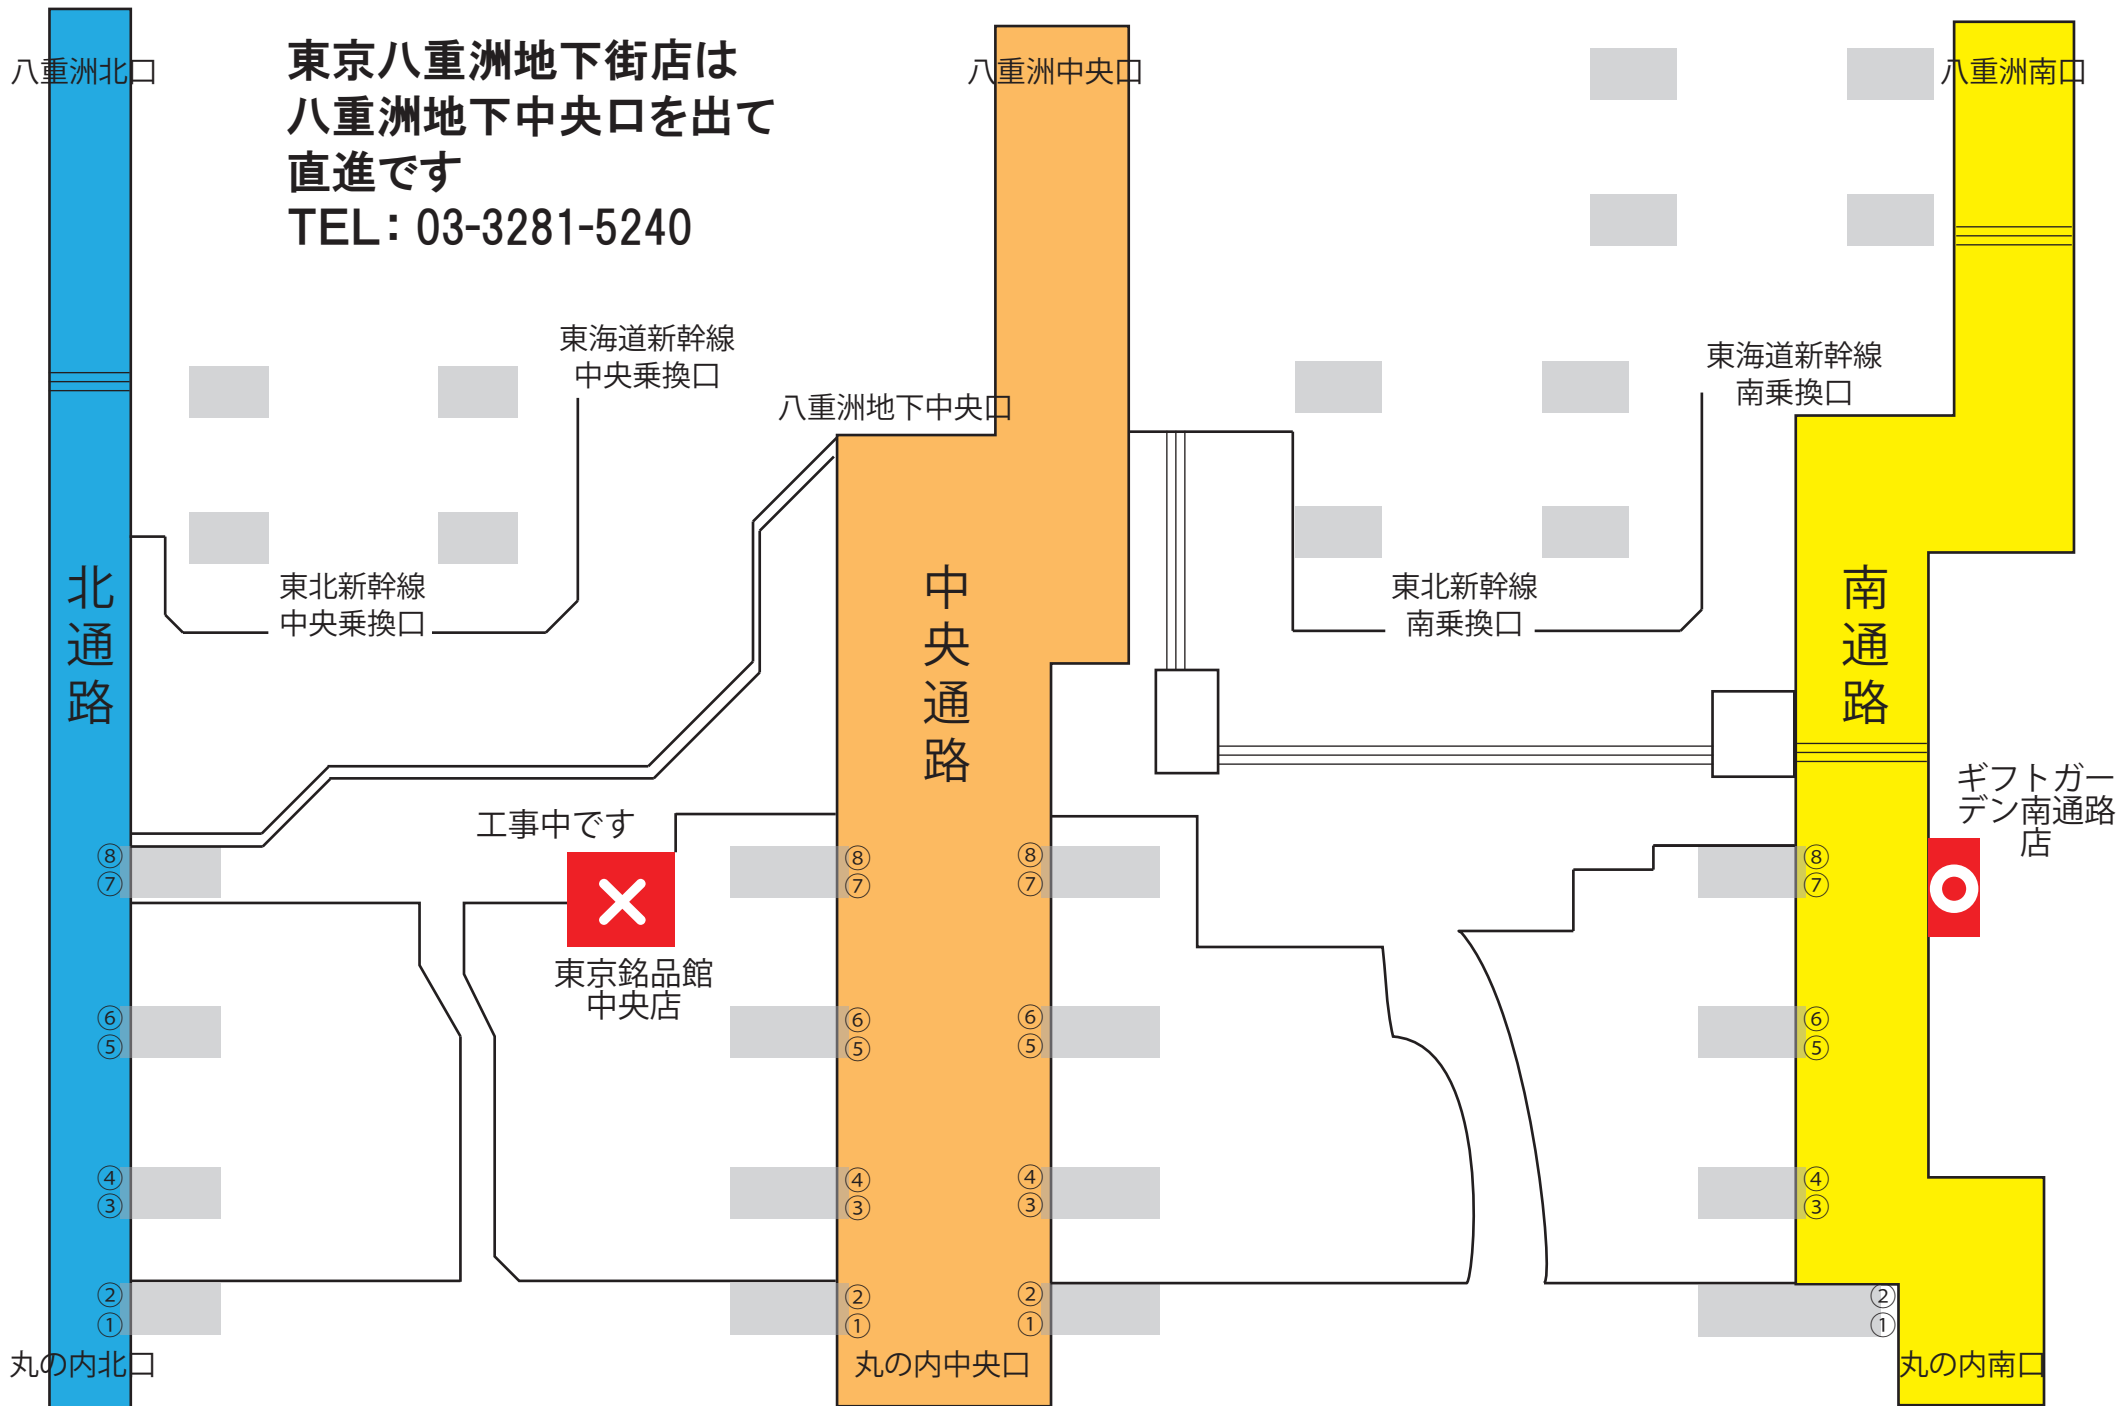 八重洲北口
東京八重洲地下街店は
八重洲地下中央口を出て
直進です
TEL：03-3281-5240
八重洲中央口
八重洲南口
東海道新幹線
中央乗換口
八重洲地下中央口
東海道新幹線
南乗換口
北通路
東北新幹線
中央乗換口
中央通路
東北新幹線
南乗換口
南通路
ギフトガー
デン南通路
店
工事中です
東京銘品館
中央店
⑧
⑦
⑥
⑤
④
③
②
①
⑧
⑦
⑥
⑤
④
③
②
①
⑧
⑦
⑥
⑤
④
③
②
①
⑧
⑦
⑥
⑤
④
③
②
①
丸の内北口
丸の内中央口
丸の内南口